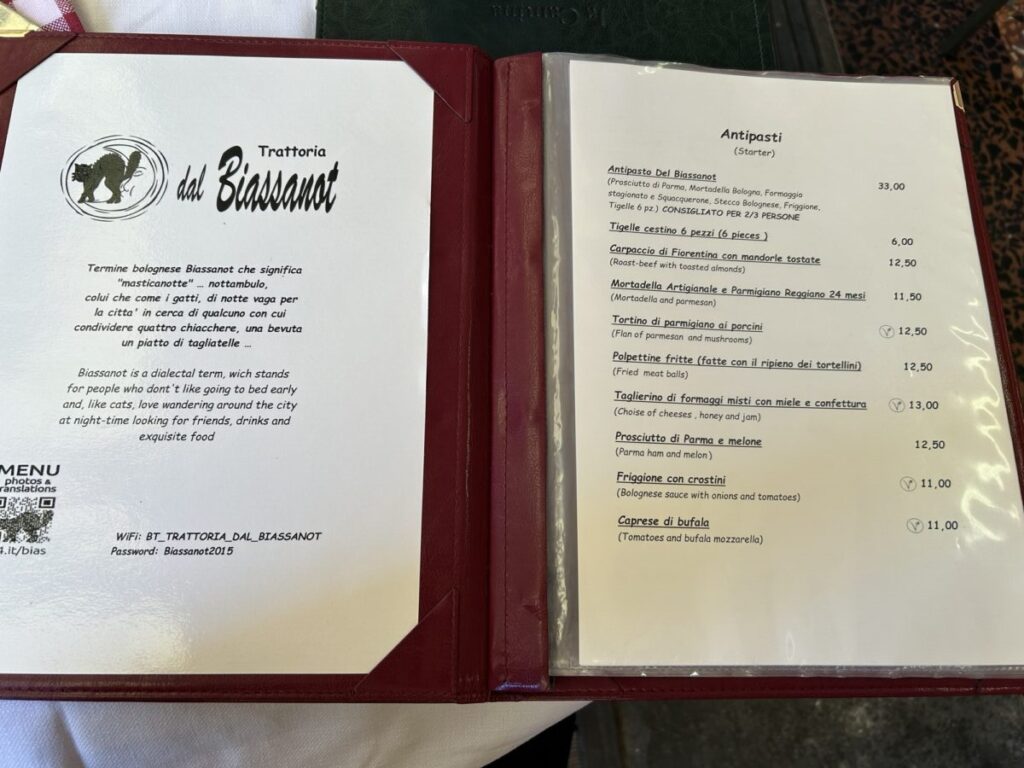 la Cantina
Trattoria
dal Biassanot
Termine bolognese Biassanot che significa
"masticanotte" ... nottambulo,
colui che come i gatti, di notte vaga per
la citta' in cerca di qualcuno con cui
condividere quattro chiacchere, una bevuta
un piatto di tagliatelle ...
Biassanot is a dialectal term, wich stands
for people who dont't like going to bed early
and, like cats, love wandering around the city
at night-time looking for friends, drinks and
exquisite food
MENU
photos &
ranslations
4.it/bias
WiFi: BT_TRATTORIA_DAL_BIASSANOT
Password: Biassanot2015
Antipasti
(Starter)
Antipasto Del Biassanot 33,00
(Prosciutto di Parma, Mortadella Bologna, Formaggio
stagionato e Squacquerone, Stecco Bolognese, Friggione,
Tigelle 6 pz.) CONSIGLIATO PER 2/3 PERSONE
Tigelle cestino 6 pezzi (6 pieces ) 6,00
Carpaccio di Fiorentina con mandorle tostate 12,50
(Roast-beef with toasted almonds)
Mortadella Artigianale e Parmigiano Reggiano 24 mesi 11,50
(Mortadella and parmesan)
Tortino di parmigiano ai porcini 12,50
(Flan of parmesan and mushrooms)
Polpettine fritte (fatte con il ripieno dei tortellini) 12,50
(Fried meat balls)
Taglierino di formaggi misti con miele e confettura 13,00
(Choise of cheeses , honey and jam)
Prosciutto di Parma e melone 12,50
(Parma ham and melon)
Friggione con crostini 11,00
(Bolognese sauce with onions and tomatoes)
Caprese di bufala 11,00
(Tomatoes and bufala mozzarella)